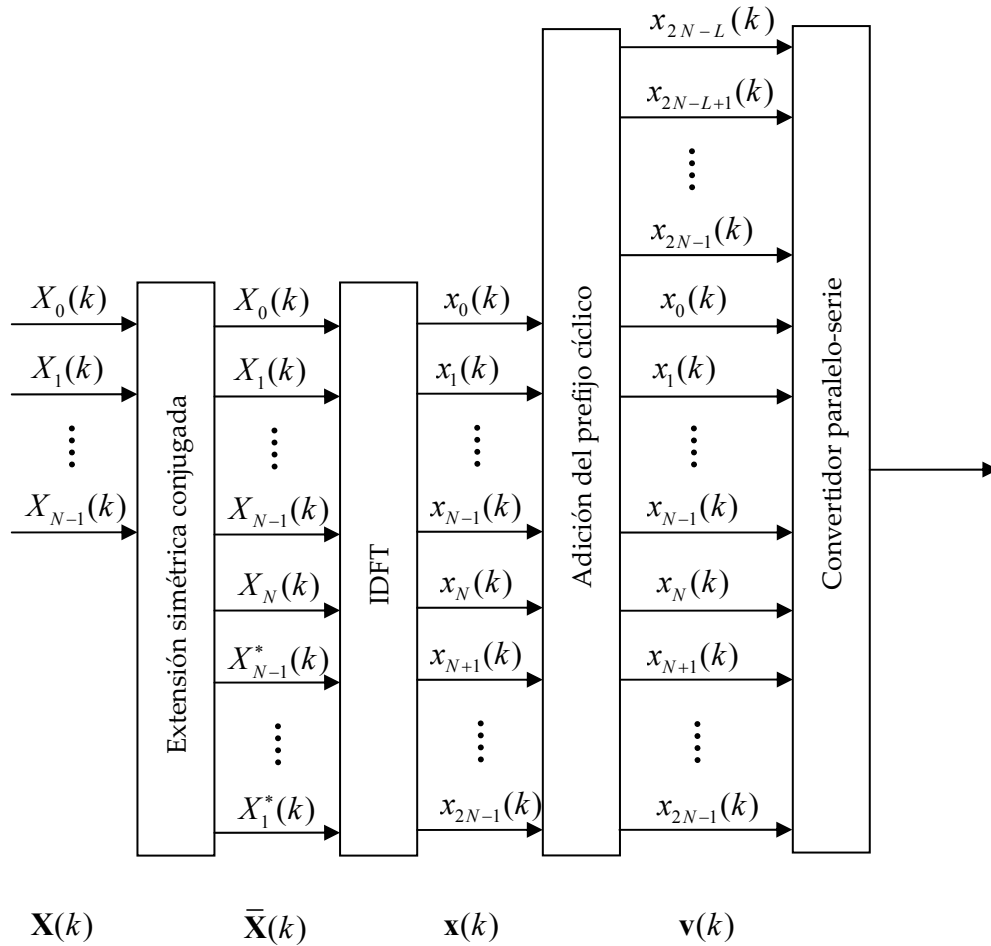 x_{2N-L}(k)
x_{2N-L+1}(k)
x_{2N-1}(k)
X_0(k)
X_0(k)
x_0(k)
x_0(k)
X_1(k)
X_1(k)
x_1(k)
x_1(k)
X_{N-1}(k)
X_{N-1}(k)
x_{N-1}(k)
x_{N-1}(k)
X_N(k)
x_N(k)
x_N(k)
X^*_{N-1}(k)
x_{N+1}(k)
x_{N+1}(k)
X^*_1(k)
x_{2N-1}(k)
x_{2N-1}(k)
Extensión simétrica conjugada
IDFT
Adición del prefijo cíclico
Convertidor paralelo-serie
X(k)
X̄(k)
x(k)
v(k)